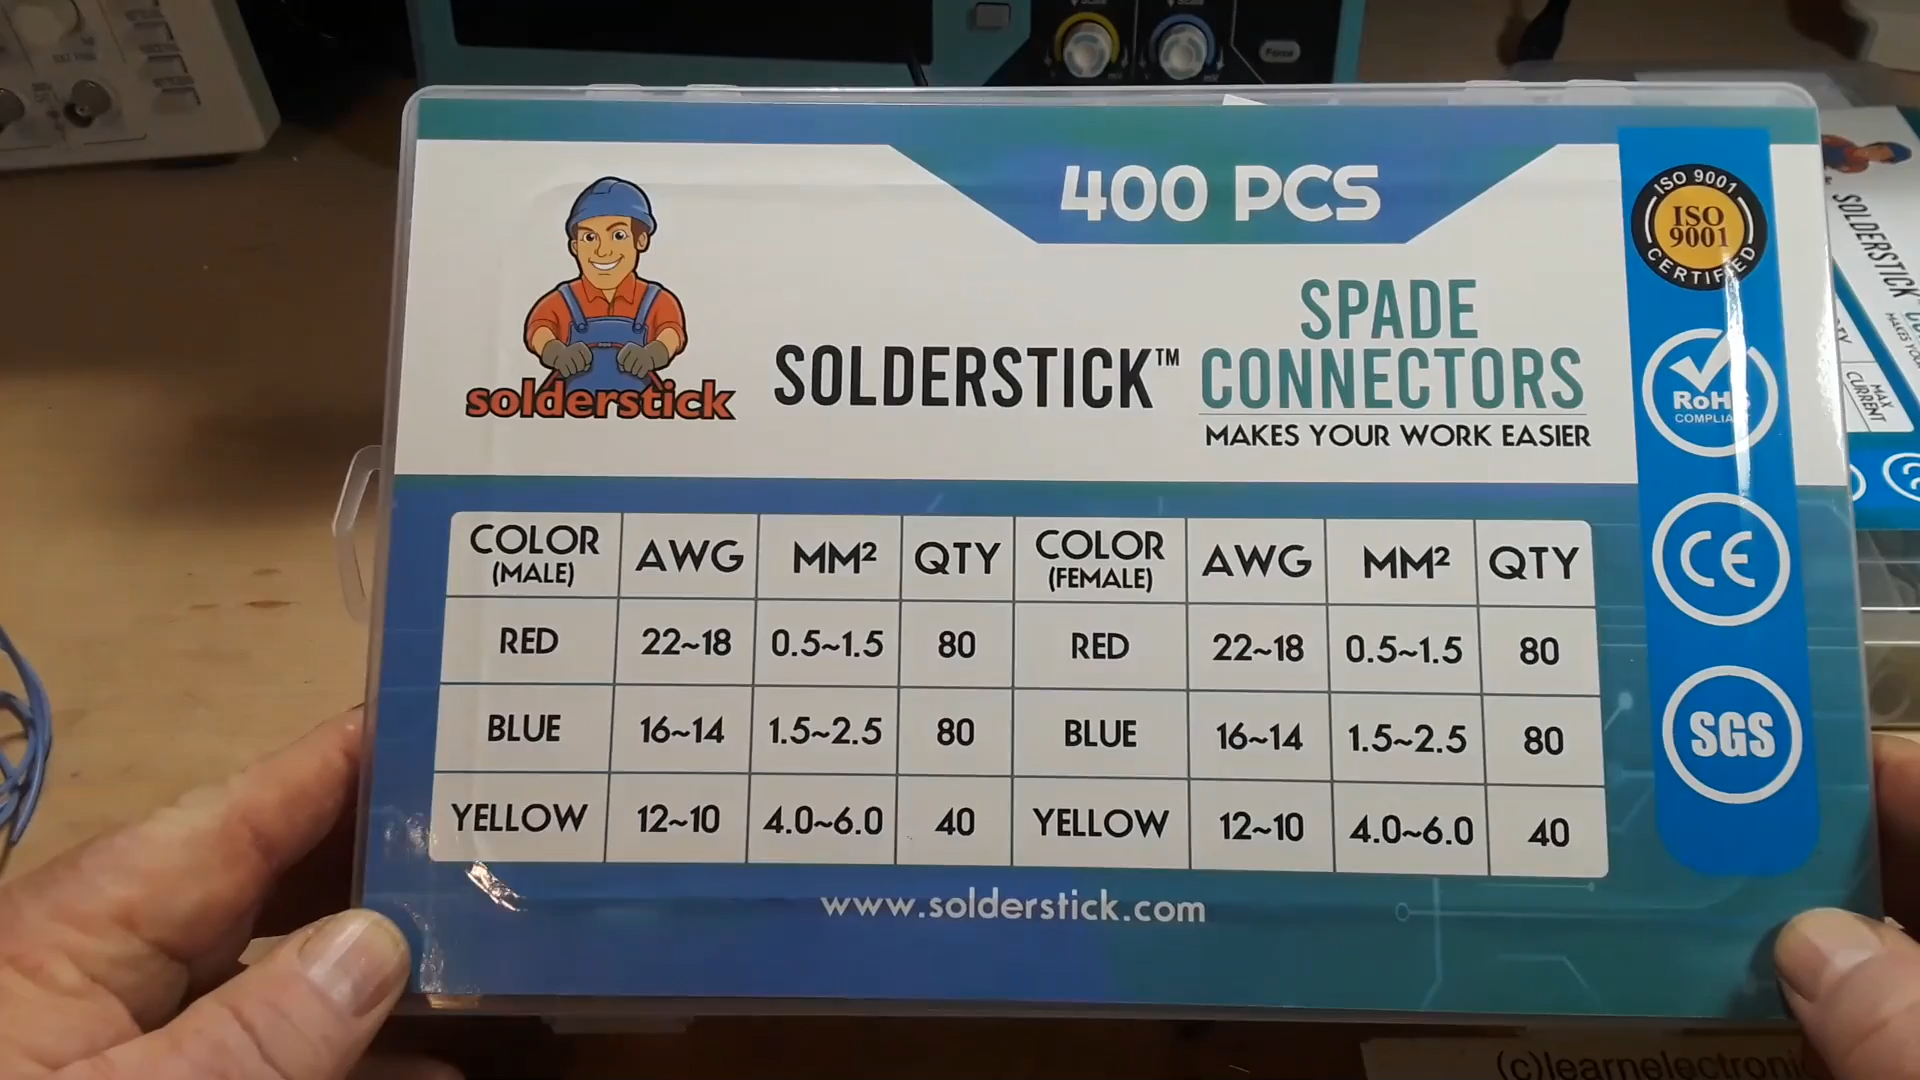 400 PCS
solderstick
SOLDERSTICK™
SPADE
CONNECTORS
MAKES YOUR WORK EASIER
ISO 9001
ISO
9001
CERTIFIED
RoHS
CE
SGS
COLOR (MALE) AWG MM² QTY COLOR (FEMALE) AWG MM² QTY
RED 22~18 0.5~1.5 80 RED 22~18 0.5~1.5 80
BLUE 16~14 1.5~2.5 80 BLUE 16~14 1.5~2.5 80
YELLOW 12~10 4.0~6.0 40 YELLOW 12~10 4.0~6.0 40
www.solderstick.com
SOLDERSTICK
MAX
CURRENT
Force